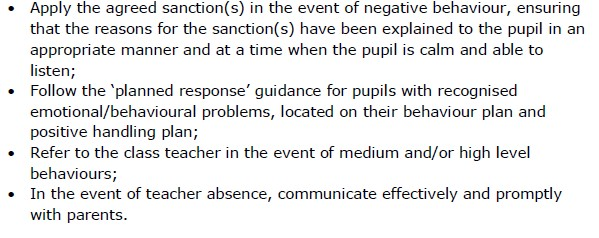 • Apply the agreed sanction(s) in the event of negative behaviour, ensuring
that the reasons for the sanction(s) have been explained to the pupil in an
appropriate manner and at a time when the pupil is calm and able to
listen;
• Follow the ‘planned response’ guidance for pupils with recognised
emotional/behavioural problems, located on their behaviour plan and
positive handling plan;
• Refer to the class teacher in the event of medium and/or high level
behaviours;
• In the event of teacher absence, communicate effectively and promptly
with parents.